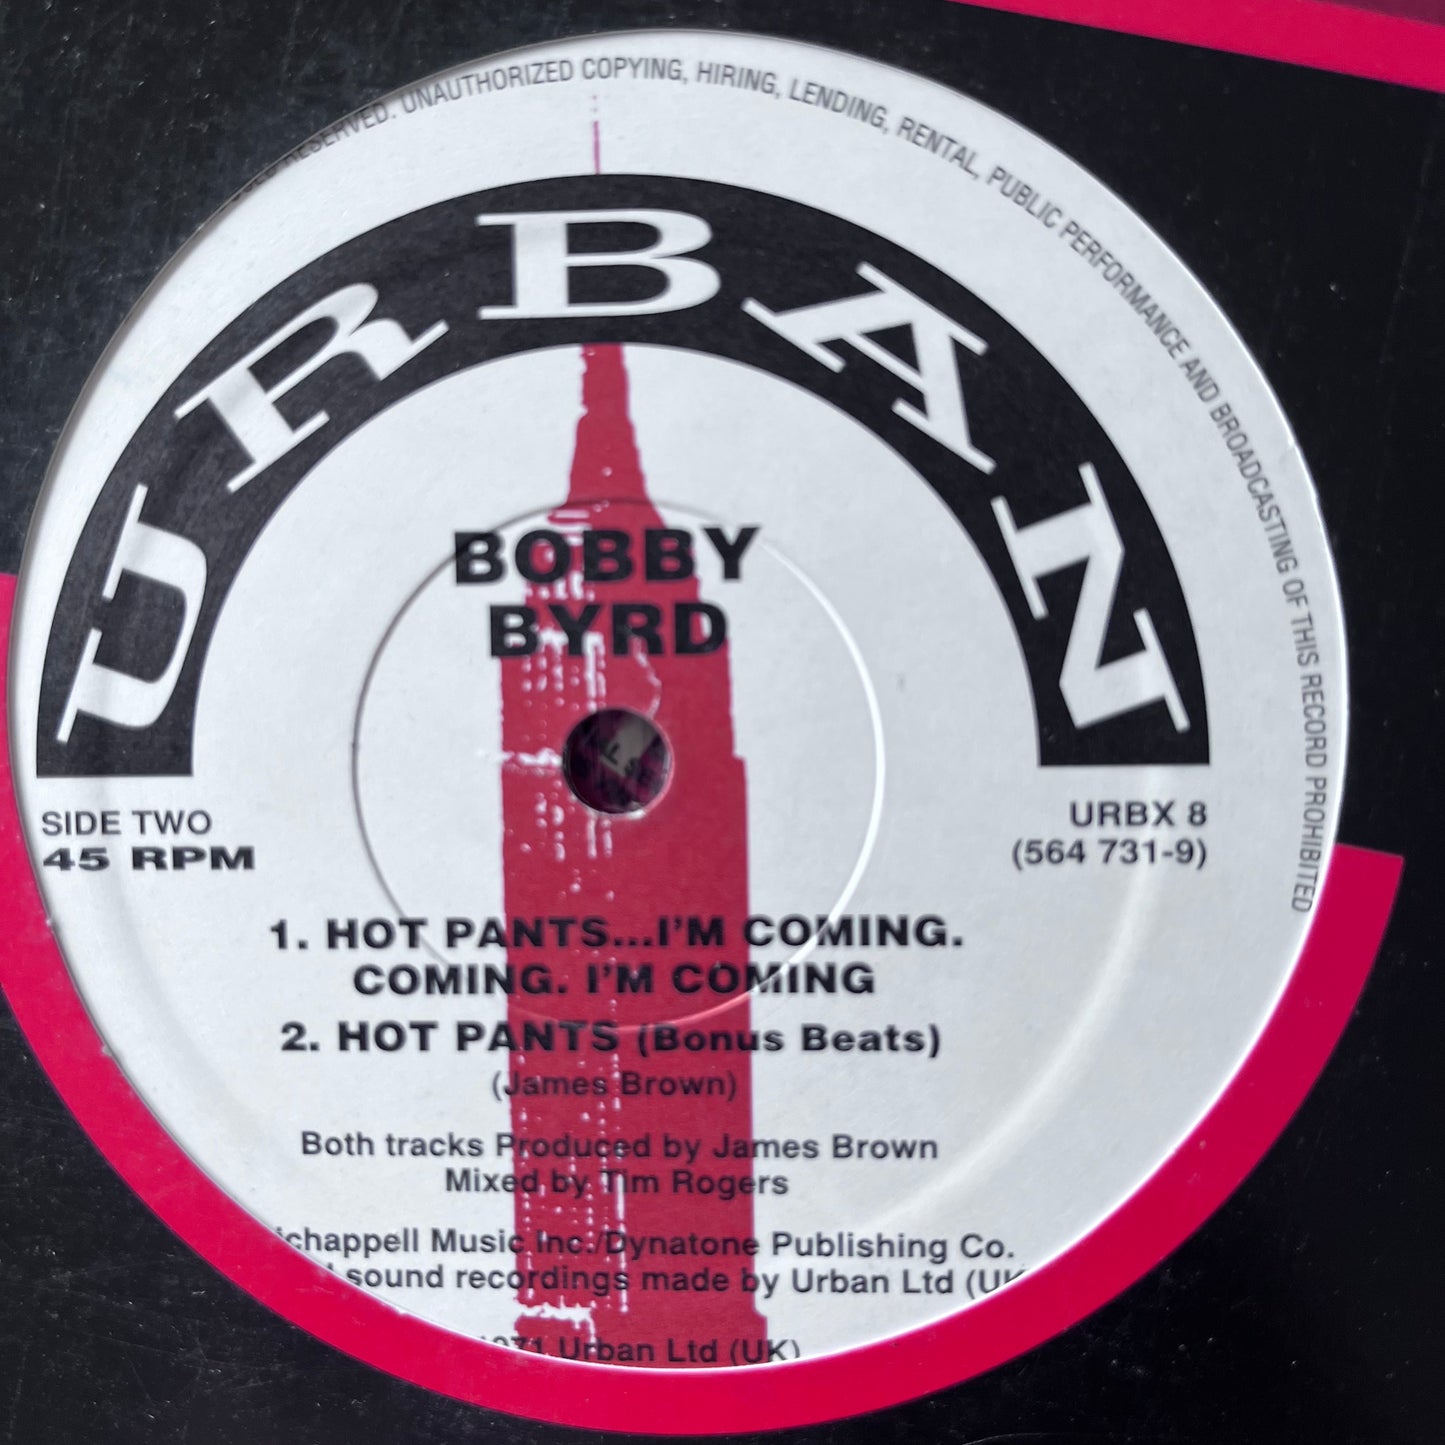 RESERVED. UNAUTHORIZED COPYING, HIRING, LENDING, RENTAL, PUBLIC PERFORMANCE AND BROADCASTING OF THIS RECORD PROHIBITED
URBAN
BOBBY
BYRD
SIDE TWO
45 RPM
URBX 8
(564 731-9)
1. HOT PANTS...I'M COMING.
COMING. I'M COMING
2. HOT PANTS (Bonus Beats)
(James Brown)
Both tracks Produced by James Brown
Mixed by Tim Rogers
ichappell Music Inc./Dynatone Publishing Co.
sound recordings made by Urban Ltd (UK
1971 Urban Ltd (UK)